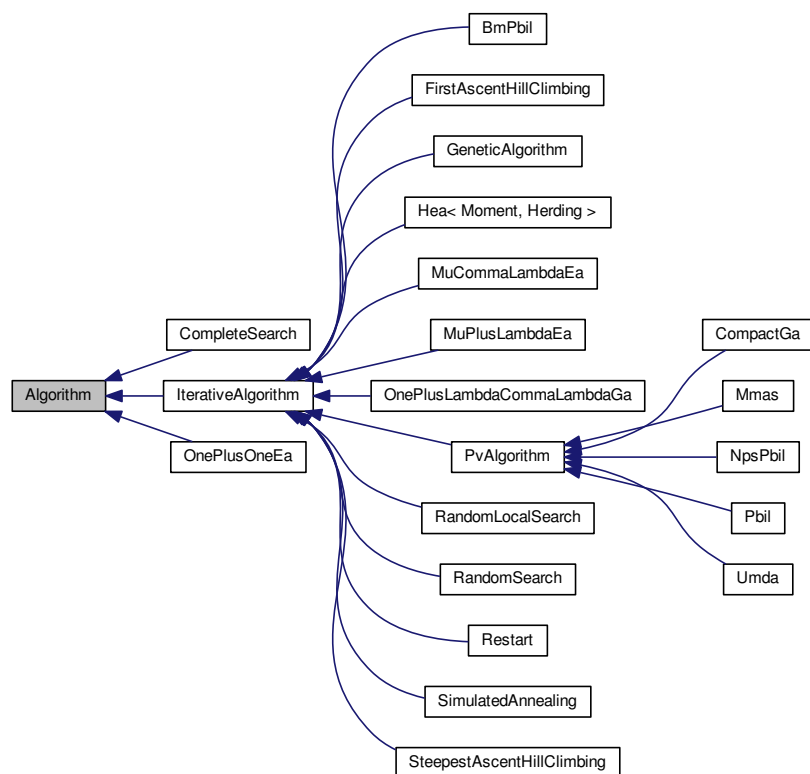 BmPbil
FirstAscentHillClimbing
GeneticAlgorithm
Hea< Moment, Herding >
MuCommaLambdaEa
CompleteSearch
MuPlusLambdaEa
CompactGa
Algorithm
IterativeAlgorithm
OnePlusLambdaCommaLambdaGa
Mmas
OnePlusOneEa
PvAlgorithm
NpsPbil
RandomLocalSearch
Pbil
RandomSearch
Umda
Restart
SimulatedAnnealing
SteepestAscentHillClimbing